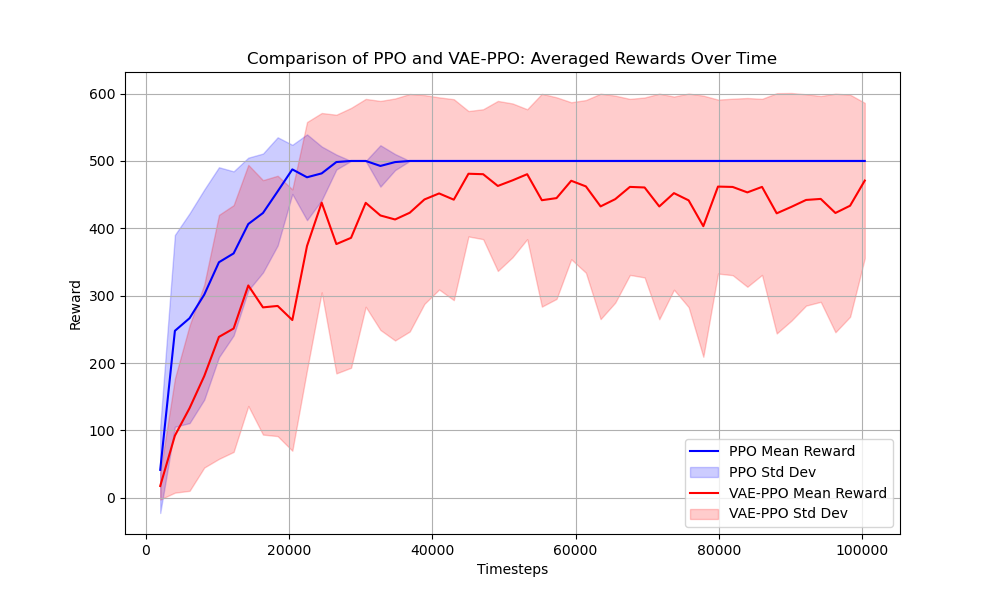 Comparison of PPO and VAE-PPO: Averaged Rewards Over Time
600
500
400
300
200
100
0
Reward
0 20000 40000 60000 80000 100000
Timesteps
PPO Mean Reward
PPO Std Dev
VAE-PPO Mean Reward
VAE-PPO Std Dev